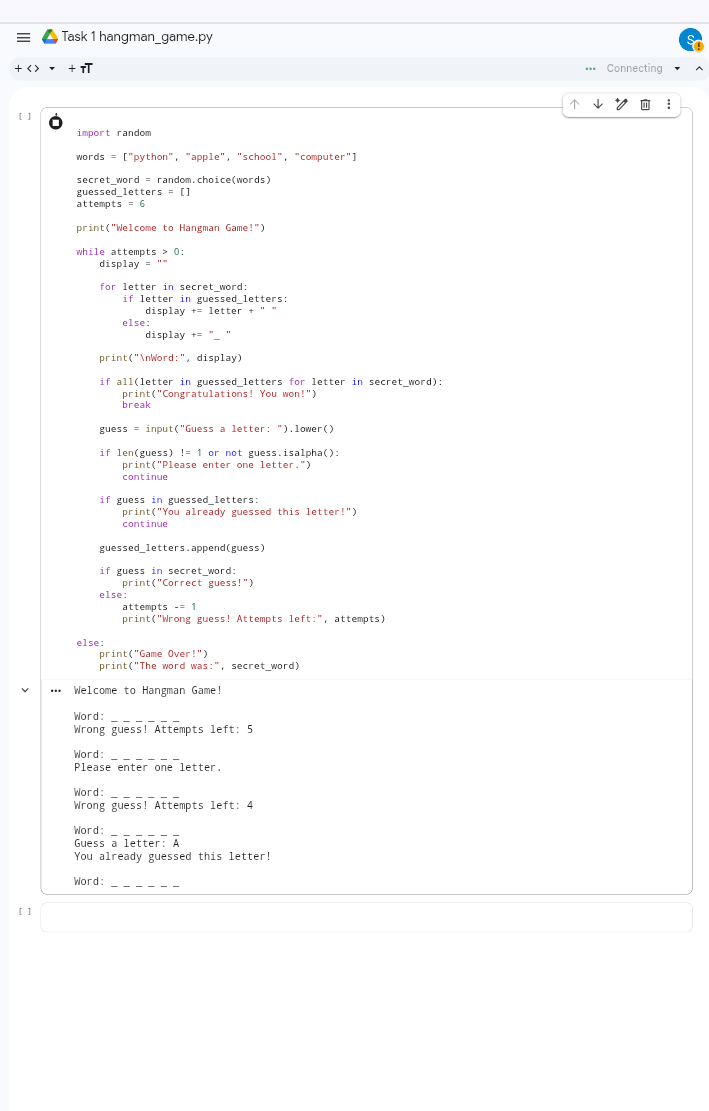 Task 1 hangman_game.py
S
+ <> + TT
Connecting
[ ]
import random
words = ["python", "apple", "school", "computer"]
secret_word = random.choice(words)
guessed_letters = []
attempts = 6
print("Welcome to Hangman Game!")
while attempts > 0:
    display = ""
    for letter in secret_word:
        if letter in guessed_letters:
            display += letter + " "
        else:
            display += "_ "
    print("\nWord:", display)
    if all(letter in guessed_letters for letter in secret_word):
        print("Congratulations! You won!")
        break
    guess = input("Guess a letter: ").lower()
    if len(guess) != 1 or not guess.isalpha():
        print("Please enter one letter.")
        continue
    if guess in guessed_letters:
        print("You already guessed this letter!")
        continue
    guessed_letters.append(guess)
    if guess in secret_word:
        print("Correct guess!")
    else:
        attempts -= 1
        print("Wrong guess! Attempts left:", attempts)
else:
    print("Game Over!")
    print("The word was:", secret_word)
Welcome to Hangman Game!
Word: _ _ _ _ _ _
Wrong guess! Attempts left: 5
Word: _ _ _ _ _ _
Please enter one letter.
Word: _ _ _ _ _ _
Wrong guess! Attempts left: 4
Word: _ _ _ _ _ _
Guess a letter: A
You already guessed this letter!
Word: _ _ _ _ _ _
[ ]